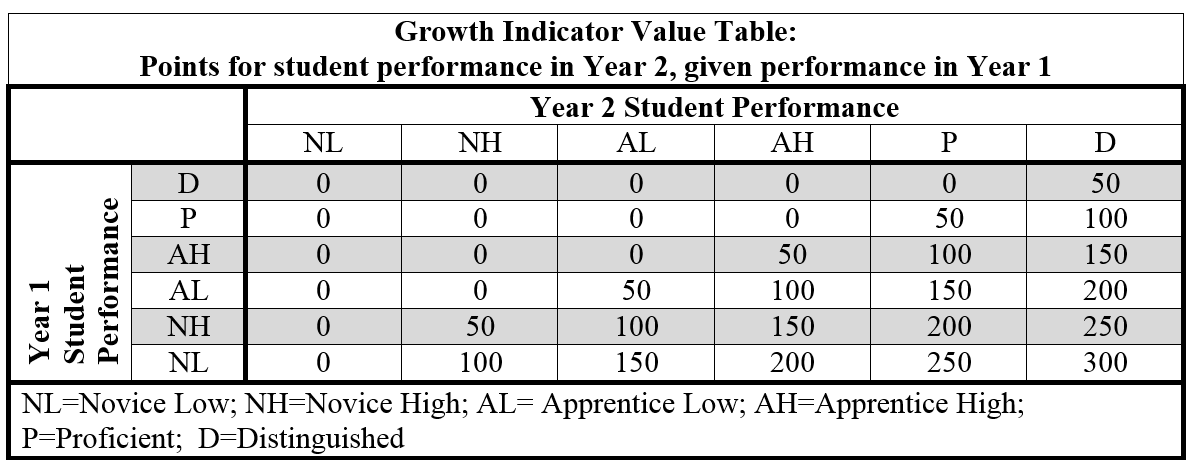 Growth Indicator Value Table:
Points for student performance in Year 2, given performance in Year 1
Year 2 Student Performance
NL NH AL AH P D
Year 1
Student
Performance
D 0 0 0 0 0 50
P 0 0 0 0 50 100
AH 0 0 0 50 100 150
AL 0 0 50 100 150 200
NH 0 50 100 150 200 250
NL 0 100 150 200 250 300
NL=Novice Low; NH=Novice High; AL= Apprentice Low; AH=Apprentice High;
P=Proficient;  D=Distinguished